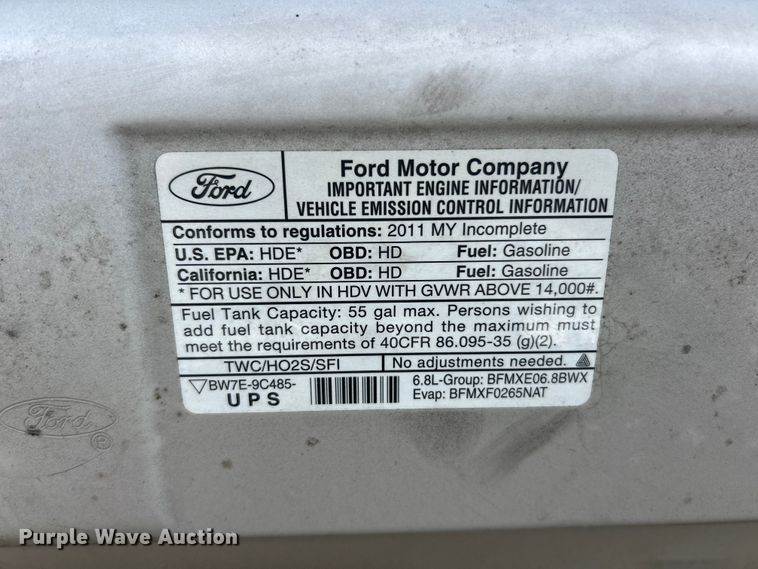 Ford
Ford Motor Company
IMPORTANT ENGINE INFORMATION/
VEHICLE EMISSION CONTROL INFORMATION
Conforms to regulations: 2011 MY Incomplete
U.S. EPA: HDE* OBD: HD Fuel: Gasoline
California: HDE* OBD: HD Fuel: Gasoline
* FOR USE ONLY IN HDV WITH GVWR ABOVE 14,000#.
Fuel Tank Capacity: 55 gal max. Persons wishing to
add fuel tank capacity beyond the maximum must
meet the requirements of 40CFR 86.095-35 (g)(2).
TWC/HO2S/SFI No adjustments needed.
BW7E-9C485-
UPS
6.8L-Group: BFMXE06.8BWX
Evap: BFMXF0265NAT
Ford
Purple Wave Auction